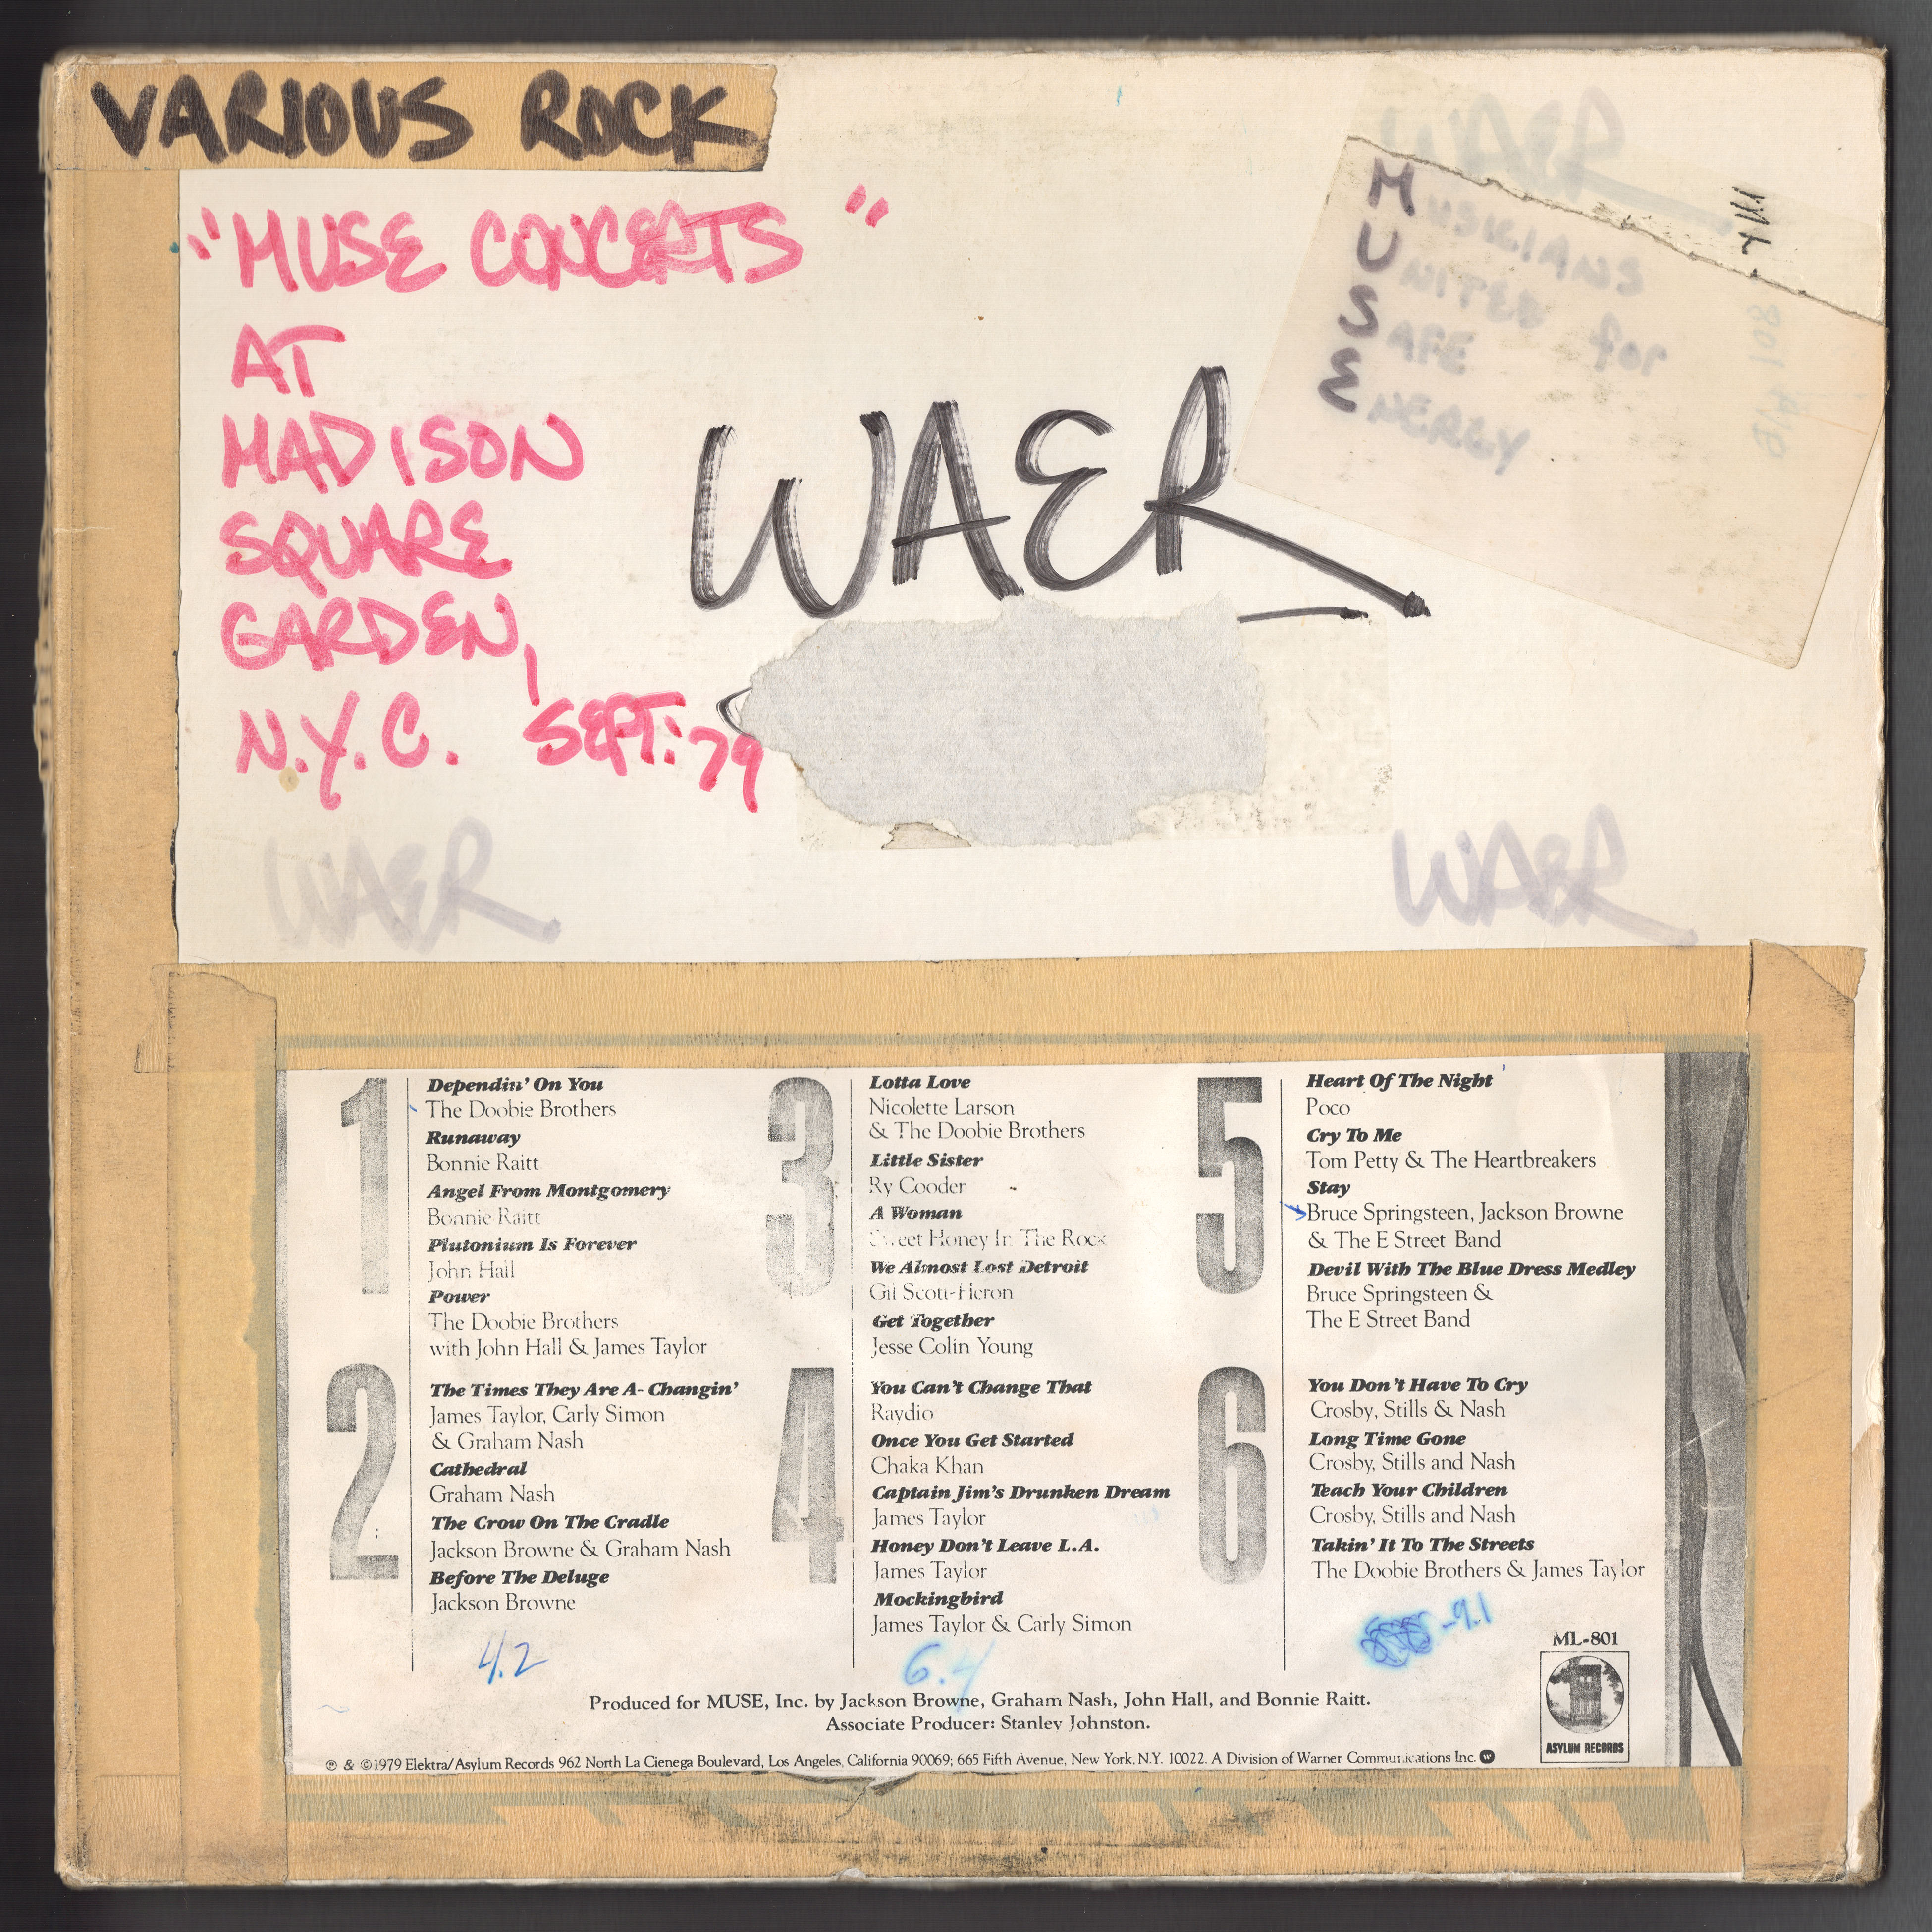 VARIOUS ROCK
"MUSE CONCERTS"
AT
MADISON
SQUARE
GARDEN,
N.Y.C. SEPT. '79
WAER
MUSICIANS
UNITED for
SAFE
ENERGY
WAER
WAER
WAER
1
Dependin' On You
The Doobie Brothers
Runaway
Bonnie Raitt
Angel From Montgomery
Bonnie Raitt
Plutonium Is Forever
John Hall
Power
The Doobie Brothers
with John Hall & James Taylor
2
The Times They Are A-Changin'
James Taylor, Carly Simon
& Graham Nash
Cathedral
Graham Nash
The Crow On The Cradle
Jackson Browne & Graham Nash
Before The Deluge
Jackson Browne
4.2
3
Lotta Love
Nicolette Larson
& The Doobie Brothers
Little Sister
Ry Cooder
A Woman
Sweet Honey In The Rock
We Almost Lost Detroit
Gil Scott-Heron
Get Together
Jesse Colin Young
4
You Can't Change That
Raydio
Once You Get Started
Chaka Khan
Captain Jim's Drunken Dream
James Taylor
Honey Don't Leave L.A.
James Taylor
Mockingbird
James Taylor & Carly Simon
6.4
5
Heart Of The Night
Poco
Cry To Me
Tom Petty & The Heartbreakers
Stay
Bruce Springsteen, Jackson Browne
& The E Street Band
Devil With The Blue Dress Medley
Bruce Springsteen &
The E Street Band
6
You Don't Have To Cry
Crosby, Stills & Nash
Long Time Gone
Crosby, Stills and Nash
Teach Your Children
Crosby, Stills and Nash
Takin' It To The Streets
The Doobie Brothers & James Taylor
-9.1
ML-801
ASYLUM RECORDS
Produced for MUSE, Inc. by Jackson Browne, Graham Nash, John Hall, and Bonnie Raitt.
Associate Producer: Stanley Johnston.
℗ & ©1979 Elektra/Asylum Records 962 North La Cienega Boulevard, Los Angeles, California 90069; 665 Fifth Avenue, New York, N.Y. 10022. A Division of Warner Communications Inc.